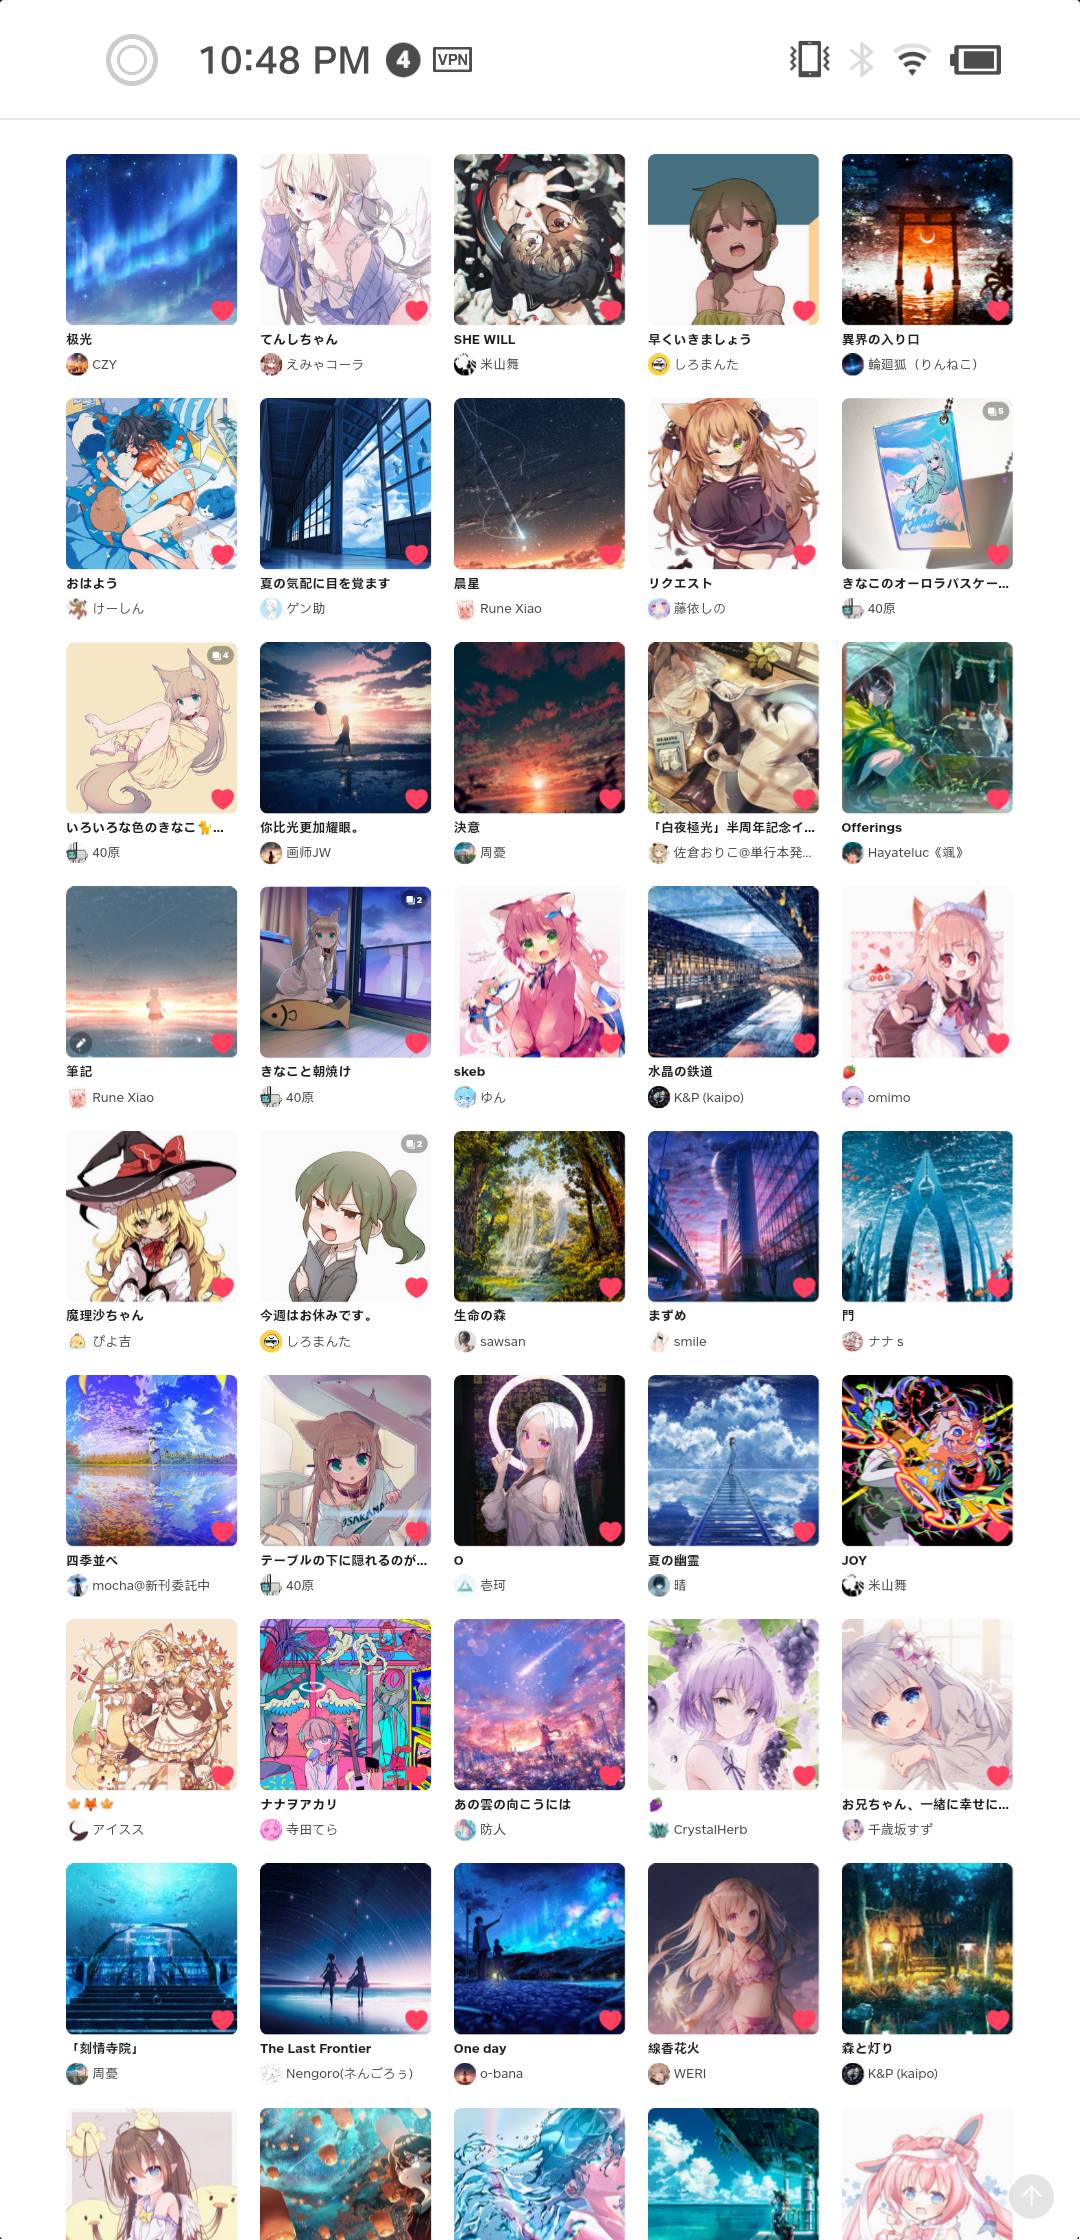 10:48 PM 4 VPN
极光
CZY
てんしちゃん
えみゃコーラ
SHE WILL
米山舞
早くいきましょう
しろまんた
異界の入り口
輪廻狐（りんねこ）
5
おはよう
けーしん
夏の気配に目を覚ます
ゲン助
晨星
Rune Xiao
リクエスト
藤依しの
きなこのオーロラパスケー...
40原
4
いろいろな色のきなこ🐈...
40原
你比光更加耀眼。
画师JW
決意
周憂
「白夜極光」半周年記念イ...
佐倉おりこ@単行本発...
Offerings
Hayateluc《颯》
筆記
Rune Xiao
2
きなこと朝焼け
40原
skeb
ゆん
水晶の鉄道
K&P (kaipo)
🍓
omimo
魔理沙ちゃん
ぴよ吉
2
今週はお休みです。
しろまんた
生命の森
sawsan
まずめ
smile
門
ナナｓ
四季並べ
mocha@新刊委託中
OSAKANA
テーブルの下に隠れるのが...
40原
O
壱珂
夏の幽霊
晴
JOY
米山舞
🍁🦊🍁
アイスス
ナナヲアカリ
寺田てら
あの雲の向こうには
防人
🍇
CrystalHerb
お兄ちゃん、一緒に幸せに...
千歳坂すず
「刻情寺院」
周憂
The Last Frontier
Nengoro(ネんごろぅ)
One day
o-bana
線香花火
WERI
森と灯り
K&P (kaipo)